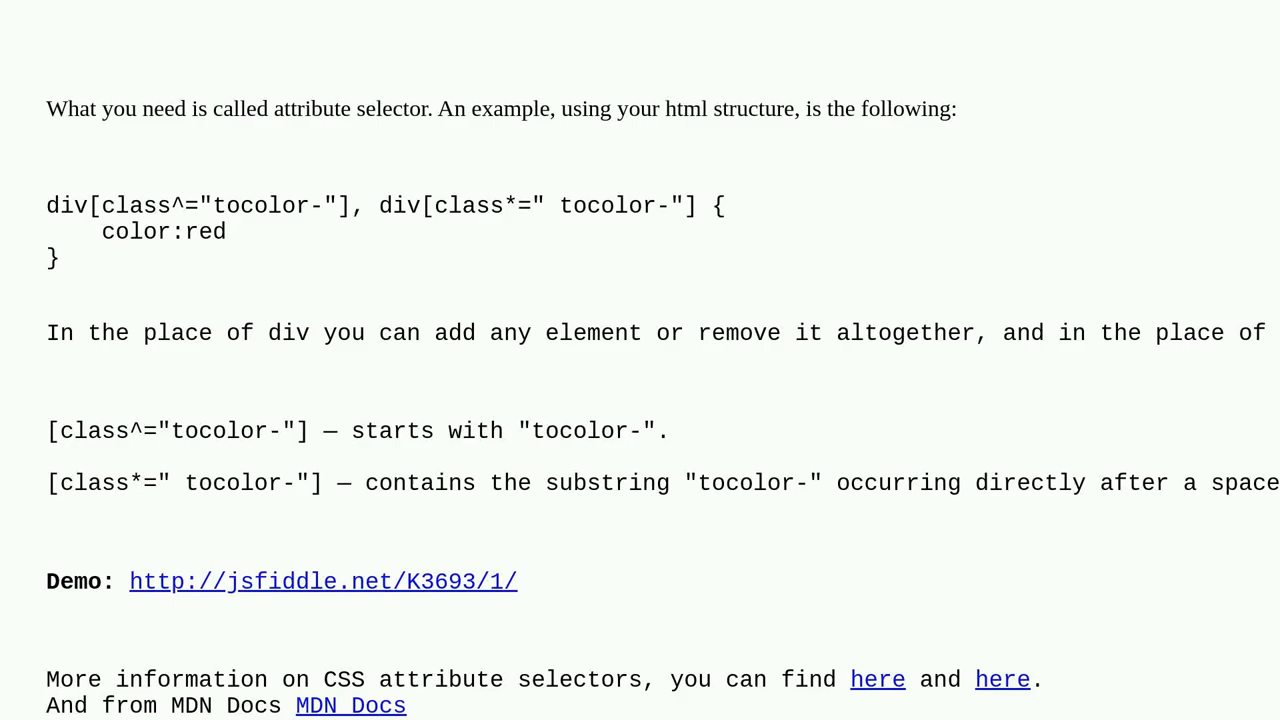 What you need is called attribute selector. An example, using your html structure, is the following:
div[class^="tocolor-"], div[class*=" tocolor-"] {
    color:red
}
In the place of div you can add any element or remove it altogether, and in the place of
[class^="tocolor-"] — starts with "tocolor-".
[class*=" tocolor-"] — contains the substring "tocolor-" occurring directly after a space
Demo: http://jsfiddle.net/K3693/1/
More information on CSS attribute selectors, you can find here and here.
And from MDN Docs MDN Docs